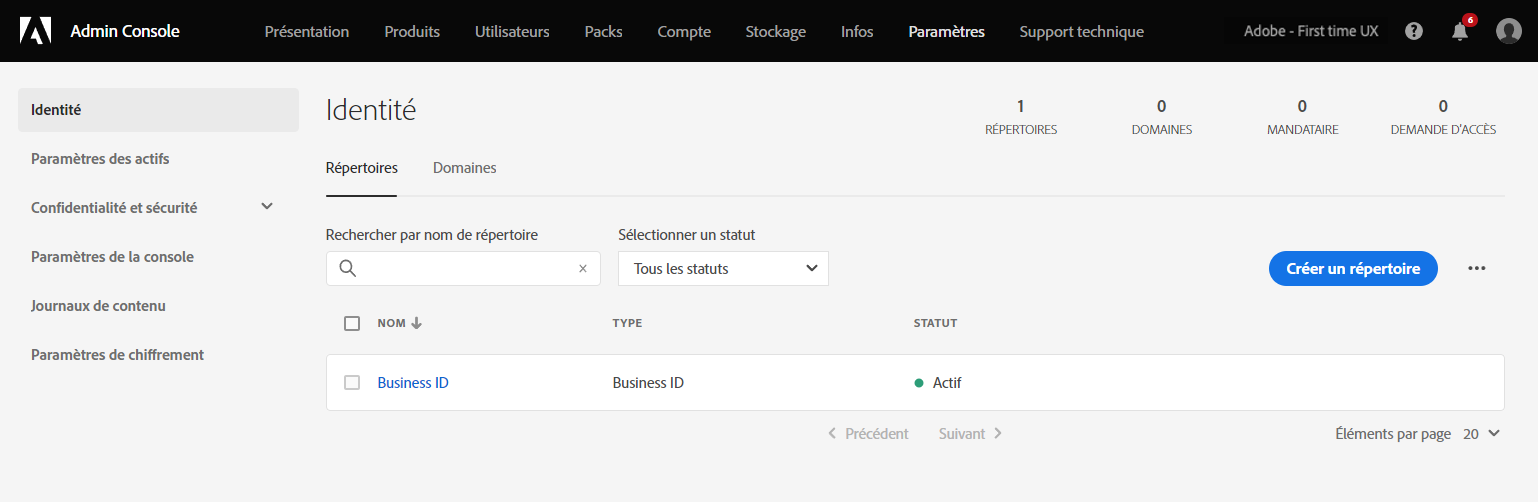 Admin Console Présentation Produits Utilisateurs Packs Compte Stockage Infos Paramètres Support technique Adobe - First time UX 6
Identité
Paramètres des actifs
Confidentialité et sécurité
Paramètres de la console
Journaux de contenu
Paramètres de chiffrement
Identité
1 0 0 0
RÉPERTOIRES DOMAINES MANDATAIRE DEMANDE D'ACCÈS
Répertoires Domaines
Rechercher par nom de répertoire Sélectionner un statut
Tous les statuts Créer un répertoire
NOM TYPE STATUT
Business ID Business ID Actif
Précédent Suivant Éléments par page 20